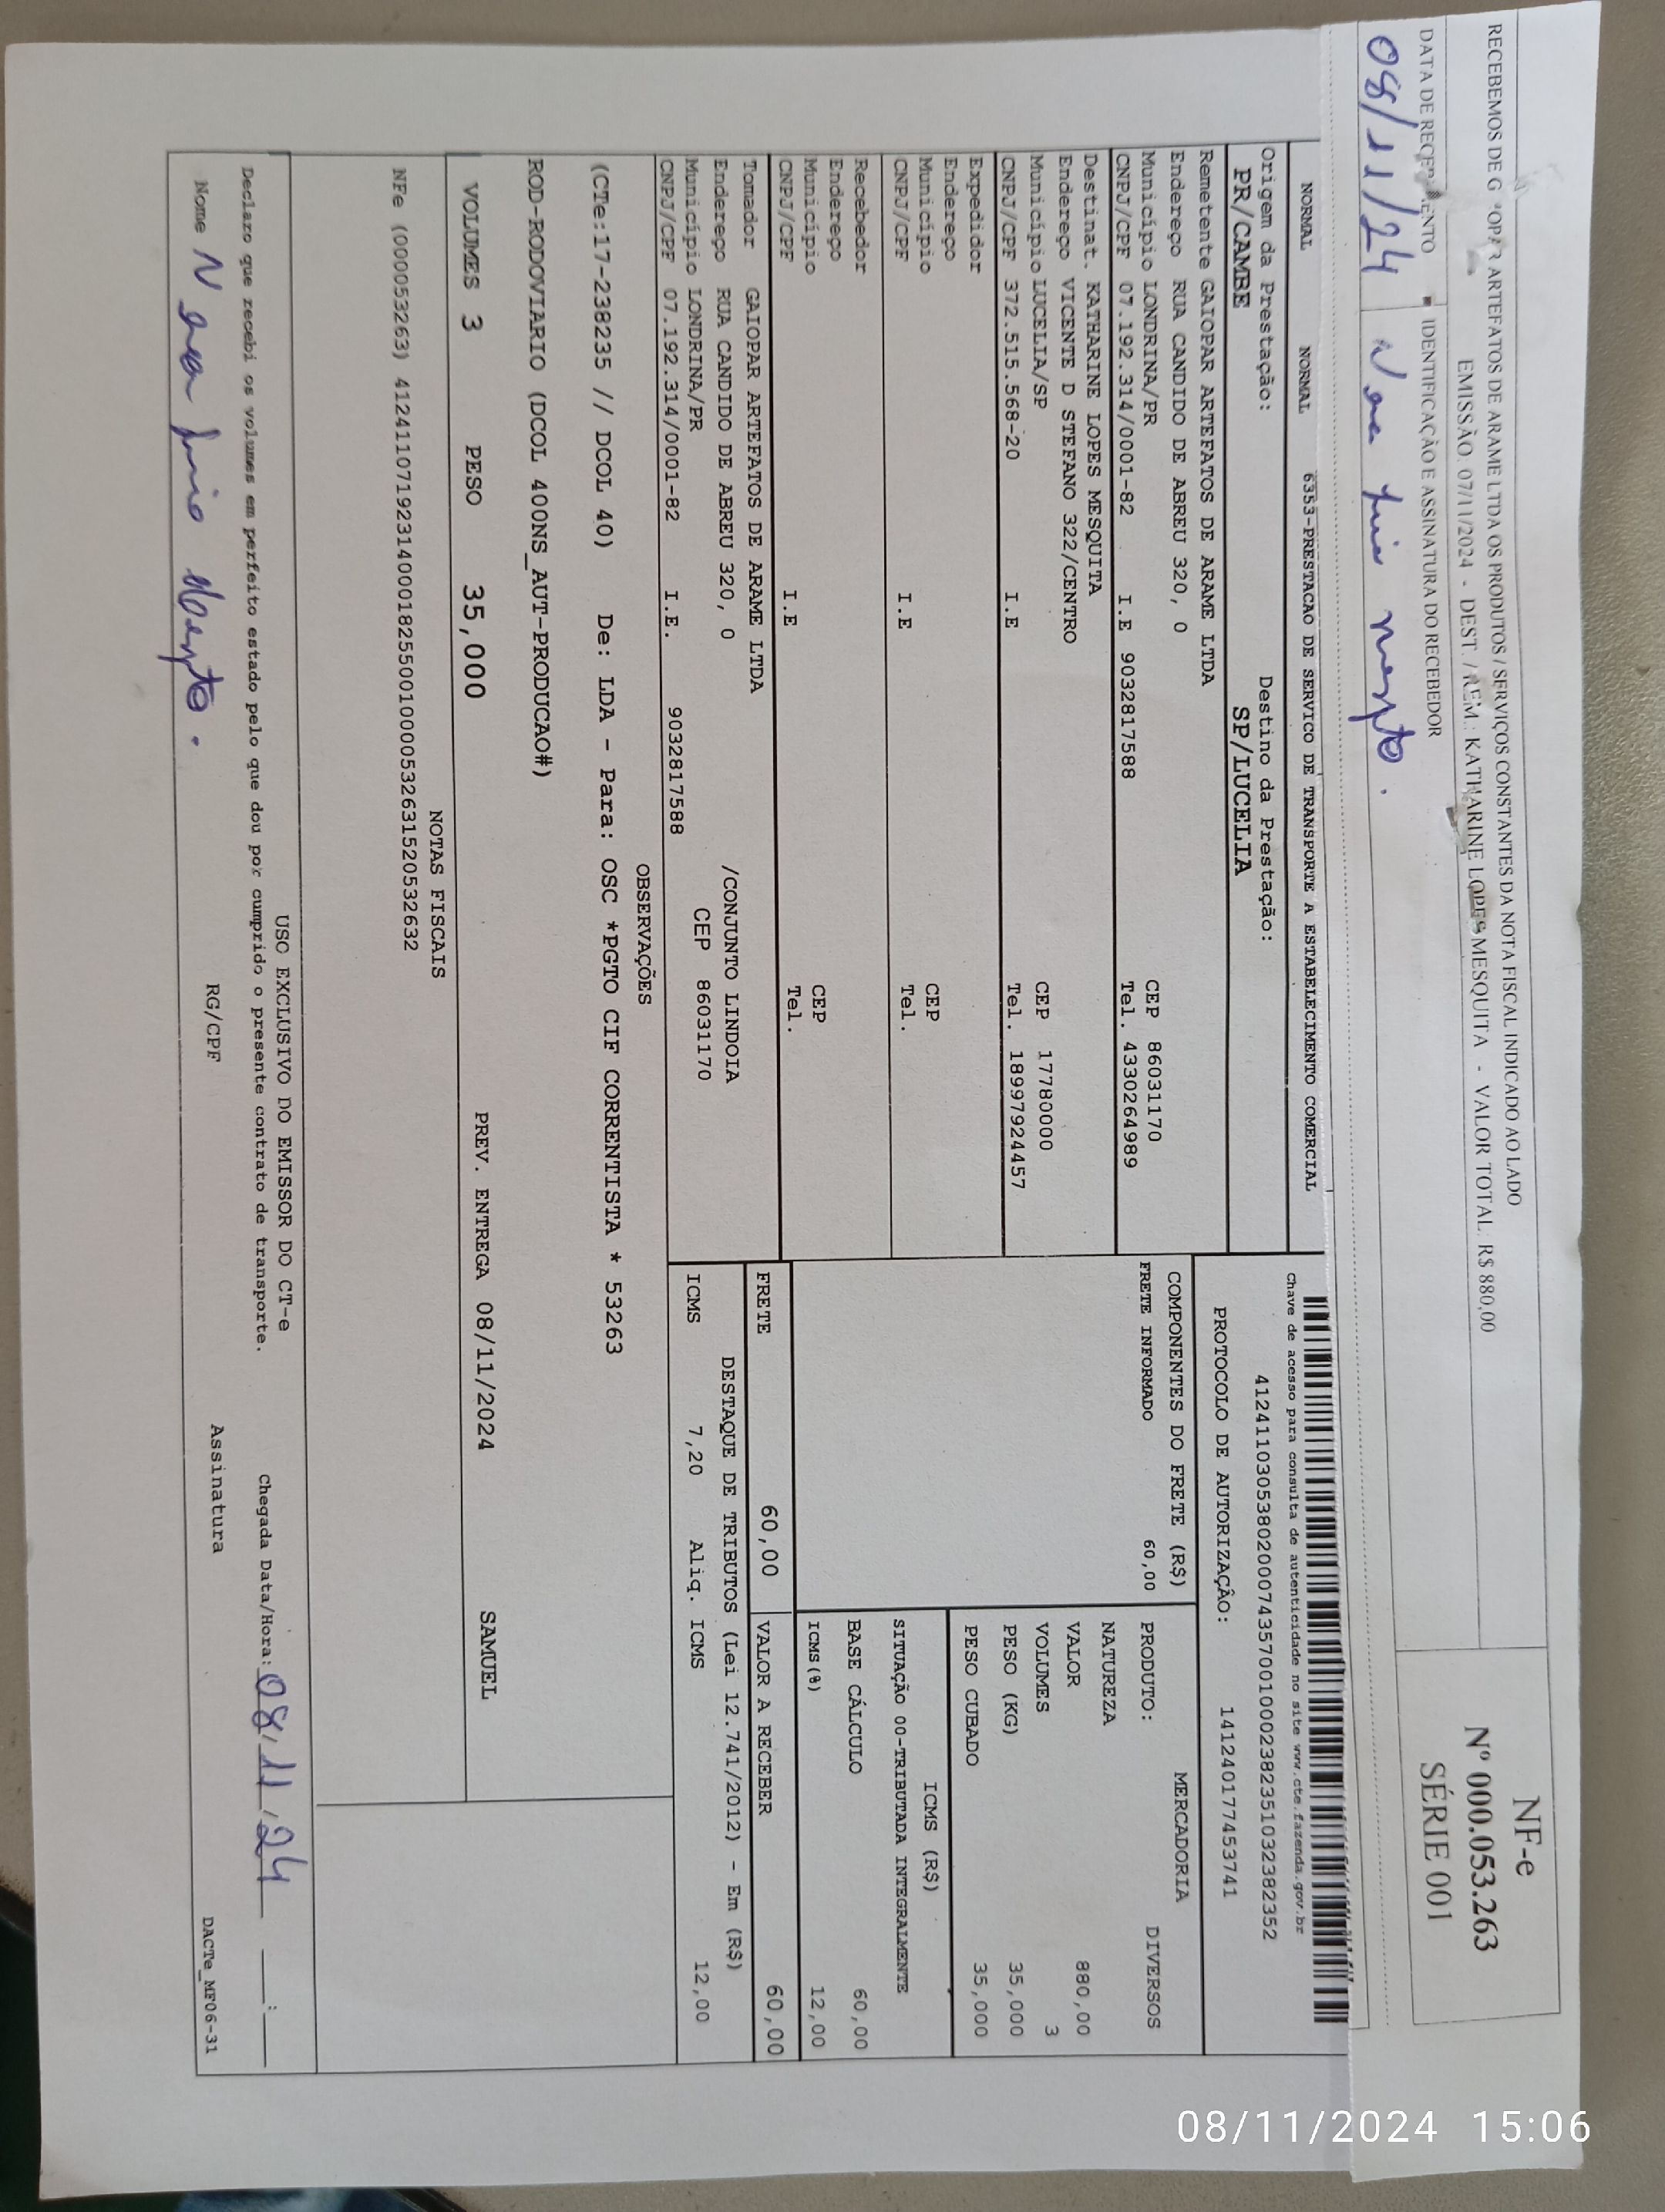 RECEBEMOS DE G OPAR ARTEFATOS DE ARAME LTDA OS PRODUTOS / SERVIÇOS CONSTANTES DA NOTA FISCAL INDICADO AO LADO
EMISSÃO: 07/11/2024 - DEST. / REM.: KATHARINE LOPES MESQUITA - VALOR TOTAL: R$ 880,00
DATA DE RECEBIMENTO
IDENTIFICAÇÃO E ASSINATURA DO RECEBEDOR
08/11/24
NF-e
Nº 000.053.263
SÉRIE 001
NORMAL NORMAL 6353-PRESTACAO DE SERVICO DE TRANSPORTE A ESTABELECIMENTO COMERCIAL
Origem da Prestação: Destino da Prestação:
PR/CAMBE SP/LUCELIA
Remetente GAIOPAR ARTEFATOS DE ARAME LTDA
Endereço RUA CANDIDO DE ABREU 320, 0
Município LONDRINA/PR CEP 86031170
CNPJ/CPF 07.192.314/0001-82 I.E 9032817588 Tel. 4330264989
Destinat. KATHARINE LOPES MESQUITA
Endereço VICENTE D STEFANO 322/CENTRO
Município LUCELIA/SP CEP 17780000
CNPJ/CPF 372.515.568-20 I.E Tel. 18997924457
Expedidor
Endereço
Município CEP
CNPJ/CPF I.E Tel.
Recebedor
Endereço
Município CEP
CNPJ/CPF I.E Tel.
Tomador GAIOPAR ARTEFATOS DE ARAME LTDA
Endereço RUA CANDIDO DE ABREU 320, 0 /CONJUNTO LINDOIA
Município LONDRINA/PR CEP 86031170
CNPJ/CPF 07.192.314/0001-82 I.E. 9032817588
Chave de acesso para consulta de autenticidade no site www.cte.fazenda.gov.br
41241103053802000743570010002382351032382352
PROTOCOLO DE AUTORIZAÇÃO: 141240177453741
COMPONENTES DO FRETE (R$)
FRETE INFORMADO 60,00
MERCADORIA
PRODUTO: DIVERSOS
NATUREZA
VALOR 880,00
VOLUMES 3
PESO (KG) 35,000
PESO CUBADO 35,000
ICMS (R$)
SITUAÇÃO 00-TRIBUTADA INTEGRALMENTE
BASE CÁLCULO 60,00
ICMS(%) 12,00
FRETE 60,00 VALOR A RECEBER 60,00
DESTAQUE DE TRIBUTOS (Lei 12.741/2012) - Em (R$)
ICMS 7,20 Aliq. ICMS 12,00
OBSERVAÇÕES
(CTe:17-238235 // DCOL 40) De: LDA - Para: OSC *PGTO CIF CORRENTISTA * 53263
ROD-RODOVIARIO (DCOL 400NS_AUT-PRODUCAO#)
VOLUMES 3 PESO 35,000 PREV. ENTREGA 08/11/2024 SAMUEL
NOTAS FISCAIS
NFe (000053263) 41241107192314000182550010000532631520532632
USO EXCLUSIVO DO EMISSOR DO CT-e
Declaro que recebi os volumes em perfeito estado pelo que dou por cumprido o presente contrato de transporte.
Chegada Data/Hora: 08/11/24 __:__
Nome RG/CPF Assinatura
DACTe_MF06-31
08/11/2024 15:06